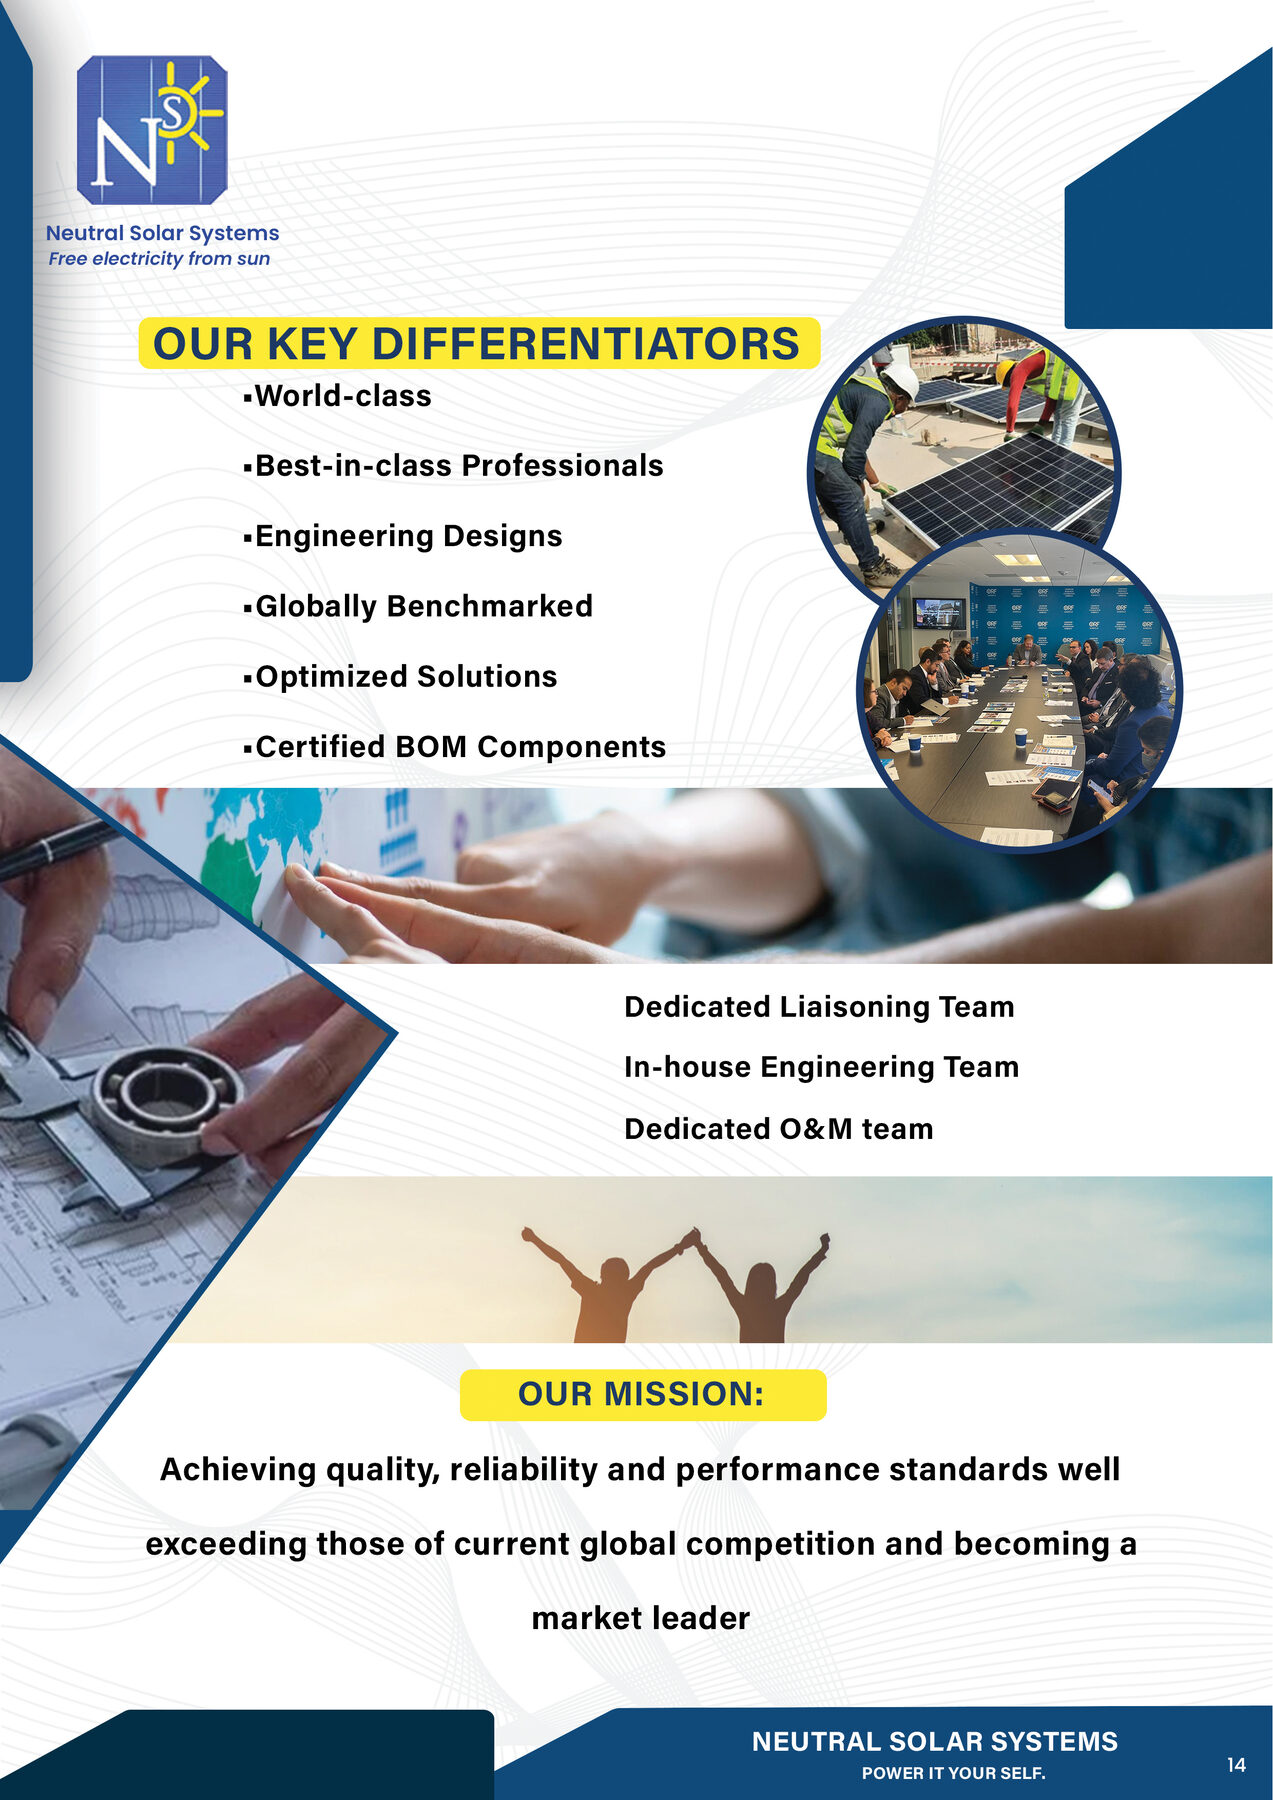 NS
Neutral Solar Systems
Free electricity from sun
OUR KEY DIFFERENTIATORS
▪World-class
▪Best-in-class Professionals
▪Engineering Designs
▪Globally Benchmarked
▪Optimized Solutions
▪Certified BOM Components
ORF
Dedicated Liaisoning Team
In-house Engineering Team
Dedicated O&M team
OUR MISSION:
Achieving quality, reliability and performance standards well
exceeding those of current global competition and becoming a
market leader
NEUTRAL SOLAR SYSTEMS
POWER IT YOUR SELF.
14